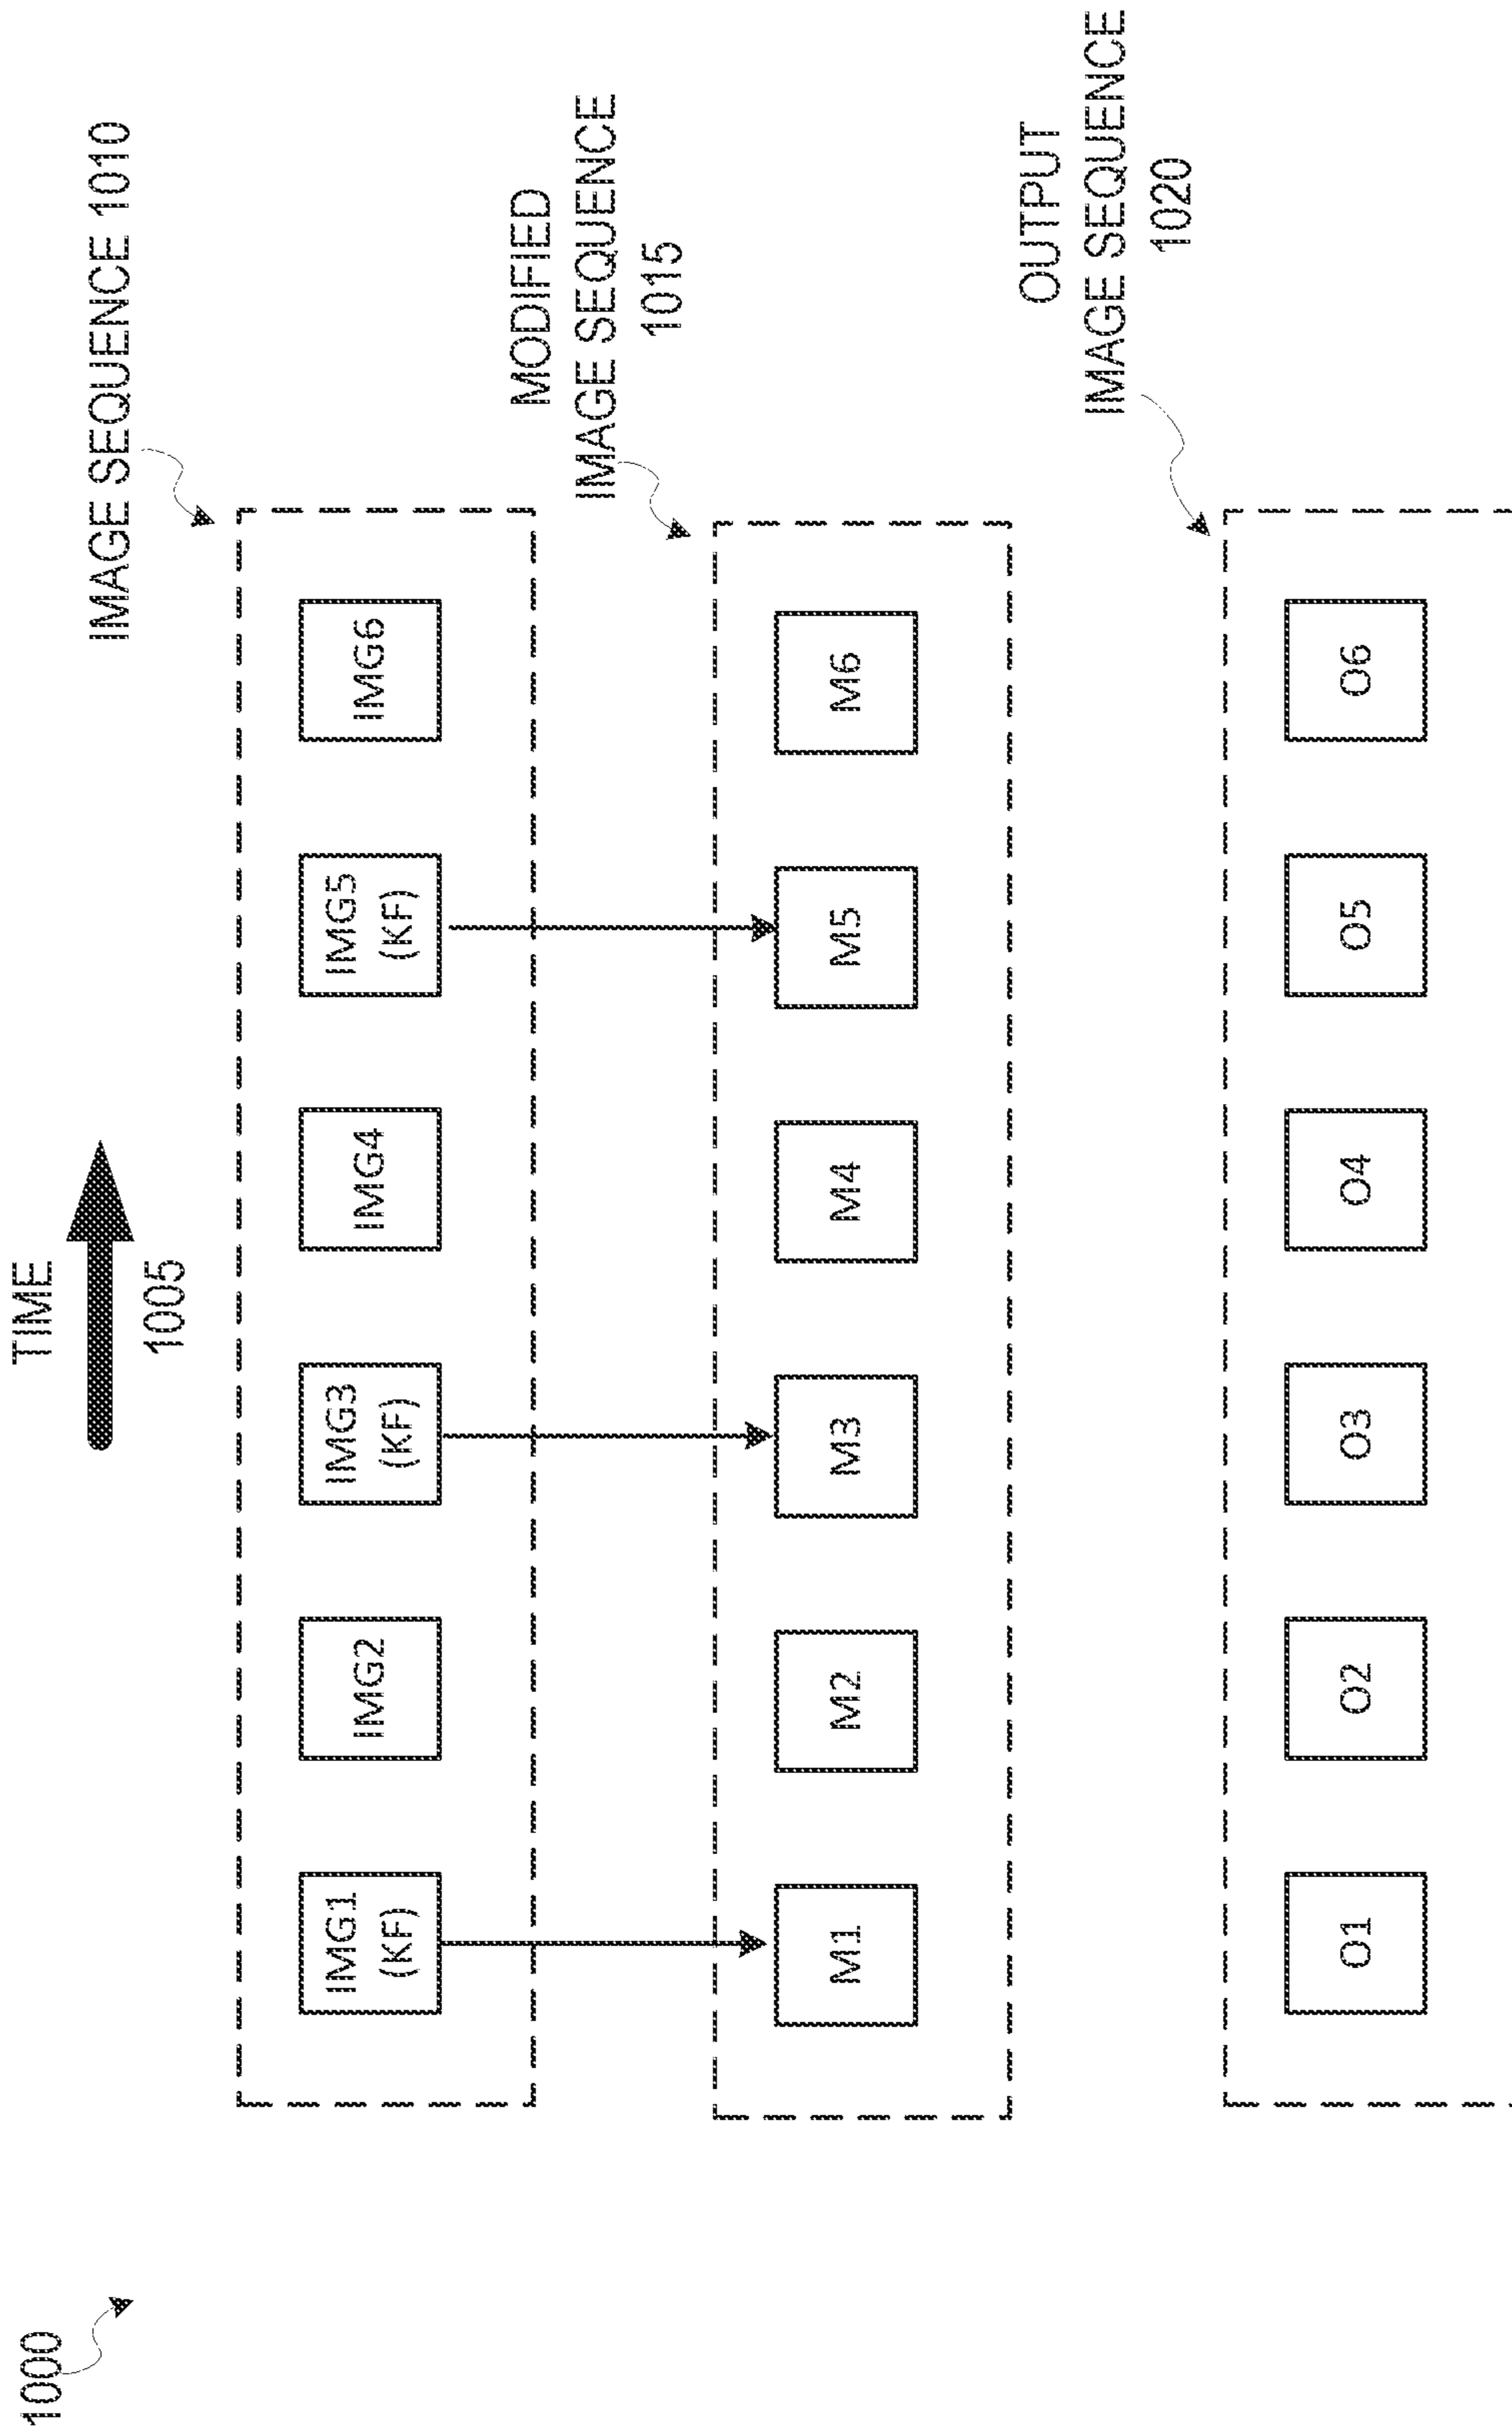 1000
TIME
1005
IMAGE SEQUENCE 1010
IMG1
(KF)
IMG2
IMG3
(KF)
IMG4
IMG5
(KF)
IMG6
MODIFIED
IMAGE SEQUENCE
1015
M1
M2
M3
M4
M5
M6
OUTPUT
IMAGE SEQUENCE
1020
O1
O2
O3
O4
O5
O6